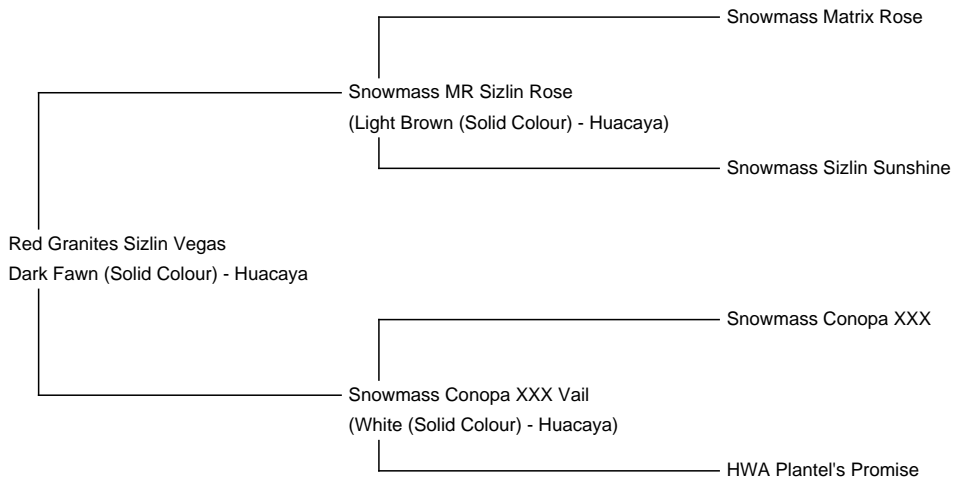 Snowmass Matrix Rose
Snowmass MR Sizlin Rose
(Light Brown (Solid Colour) - Huacaya)
Snowmass Sizlin Sunshine
Red Granites Sizlin Vegas
Dark Fawn (Solid Colour) - Huacaya
Snowmass Conopa XXX
Snowmass Conopa XXX Vail
(White (Solid Colour) - Huacaya)
HWA Plantel's Promise